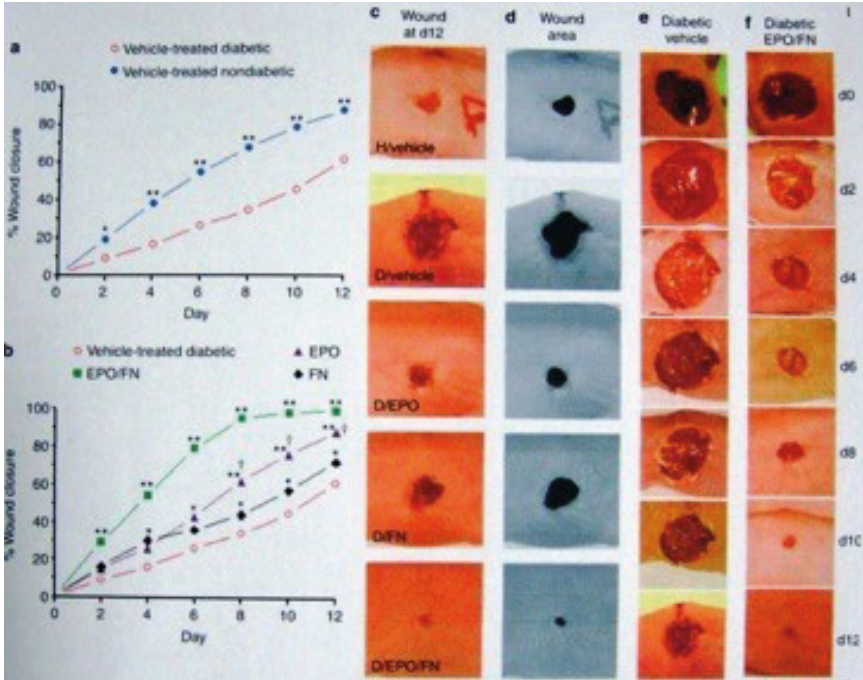 a
Vehicle-treated diabetic
Vehicle-treated nondiabetic
% Wound closure
100
80
60
40
20
0
0 2 4 6 8 10 12
Day
* ** ** ** ** **
b
Vehicle-treated diabetic
EPO
EPO/FN
FN
% Wound closure
100
80
60
40
20
0
0 2 4 6 8 10 12
Day
** ** ** ** ** **
**† **† **†
* * * * *
c Wound
at d12
H/vehicle
D/vehicle
D/EPO
D/FN
D/EPO/FN
d Wound
area
e Diabetic
vehicle
f Diabetic
EPO/FN
d0
d2
d4
d6
d8
d10
d12